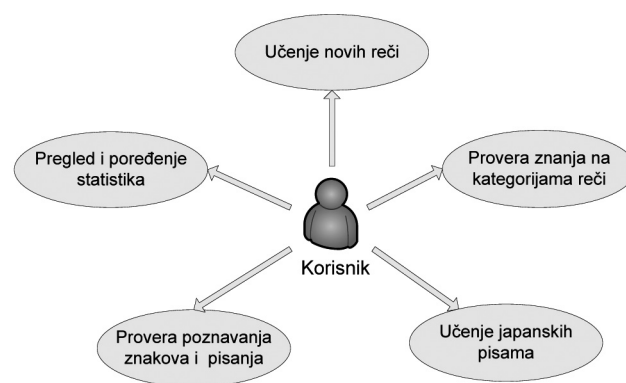 Učenje novih reči
Pregled i poređenje
statistika
Provera znanja na
kategorijama reči
Korisnik
Provera poznavanja
znakova i pisanja
Učenje japanskih
pisama